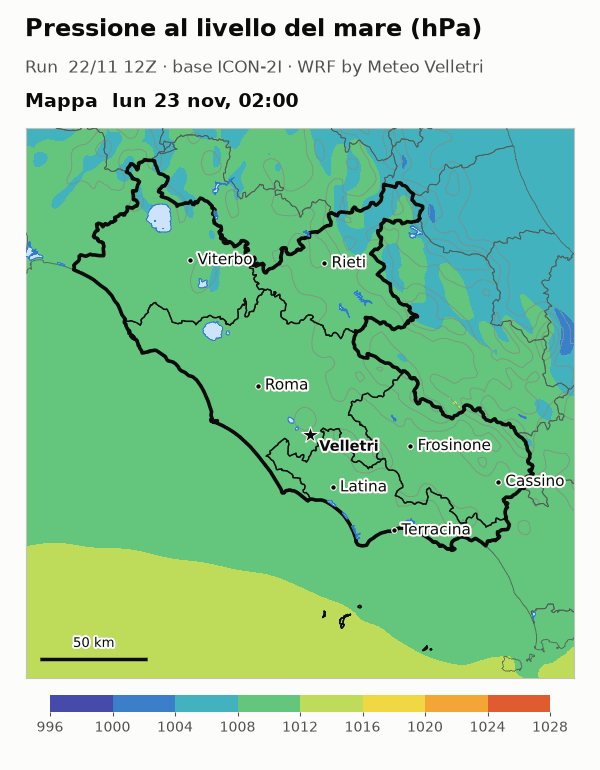 Pressione al livello del mare (hPa)
Run  22/11 12Z · base ICON-2I · WRF by Meteo Velletri
Mappa  lun 23 nov, 02:00
Viterbo
Rieti
Roma
Velletri
Frosinone
Latina
Cassino
Terracina
50 km
996 1000 1004 1008 1012 1016 1020 1024 1028